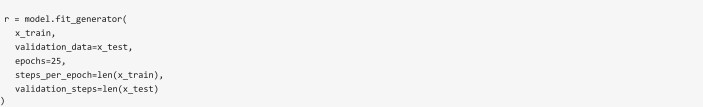 r = model.fit_generator(
x_train,
validation_data=x_test,
epochs=25,
steps_per_epoch=len(x_train),
validation_steps=len(x_test)
)